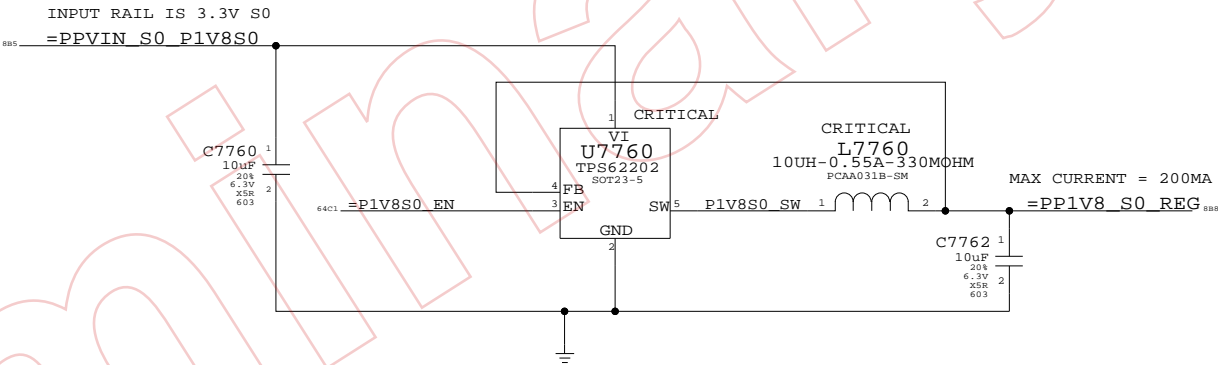 INPUT RAIL IS 3.3V S0
8B5 =PPVIN_S0_P1V8S0
C7760
10uF
20%
6.3V
X5R
603
1
2
1
VI
CRITICAL
U7760
TPS62202
SOT23-5
4 FB
64C1 =P1V8S0_EN 3 EN
SW 5 P1V8S0_SW
GND
2
CRITICAL
L7760
10UH-0.55A-330MOHM
PCAA031B-SM
1 2
MAX CURRENT = 200MA
=PP1V8_S0_REG 8B8
C7762
10uF
20%
6.3V
X5R
603
1
2